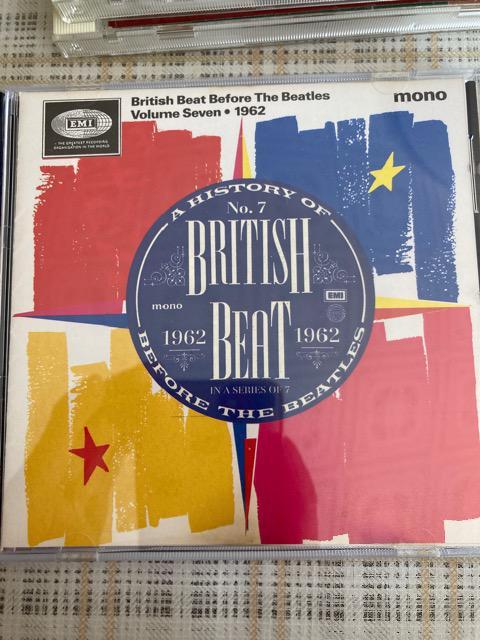 British Beat Before The Beatles
Volume Seven • 1962
mono
EMI
THE GREATEST RECORDING
ORGANISATION IN THE WORLD
A HISTORY OF
No. 7
BRITISH
BEAT
mono
EMI
1962
1962
IN A SERIES OF 7
BEFORE THE BEATLES